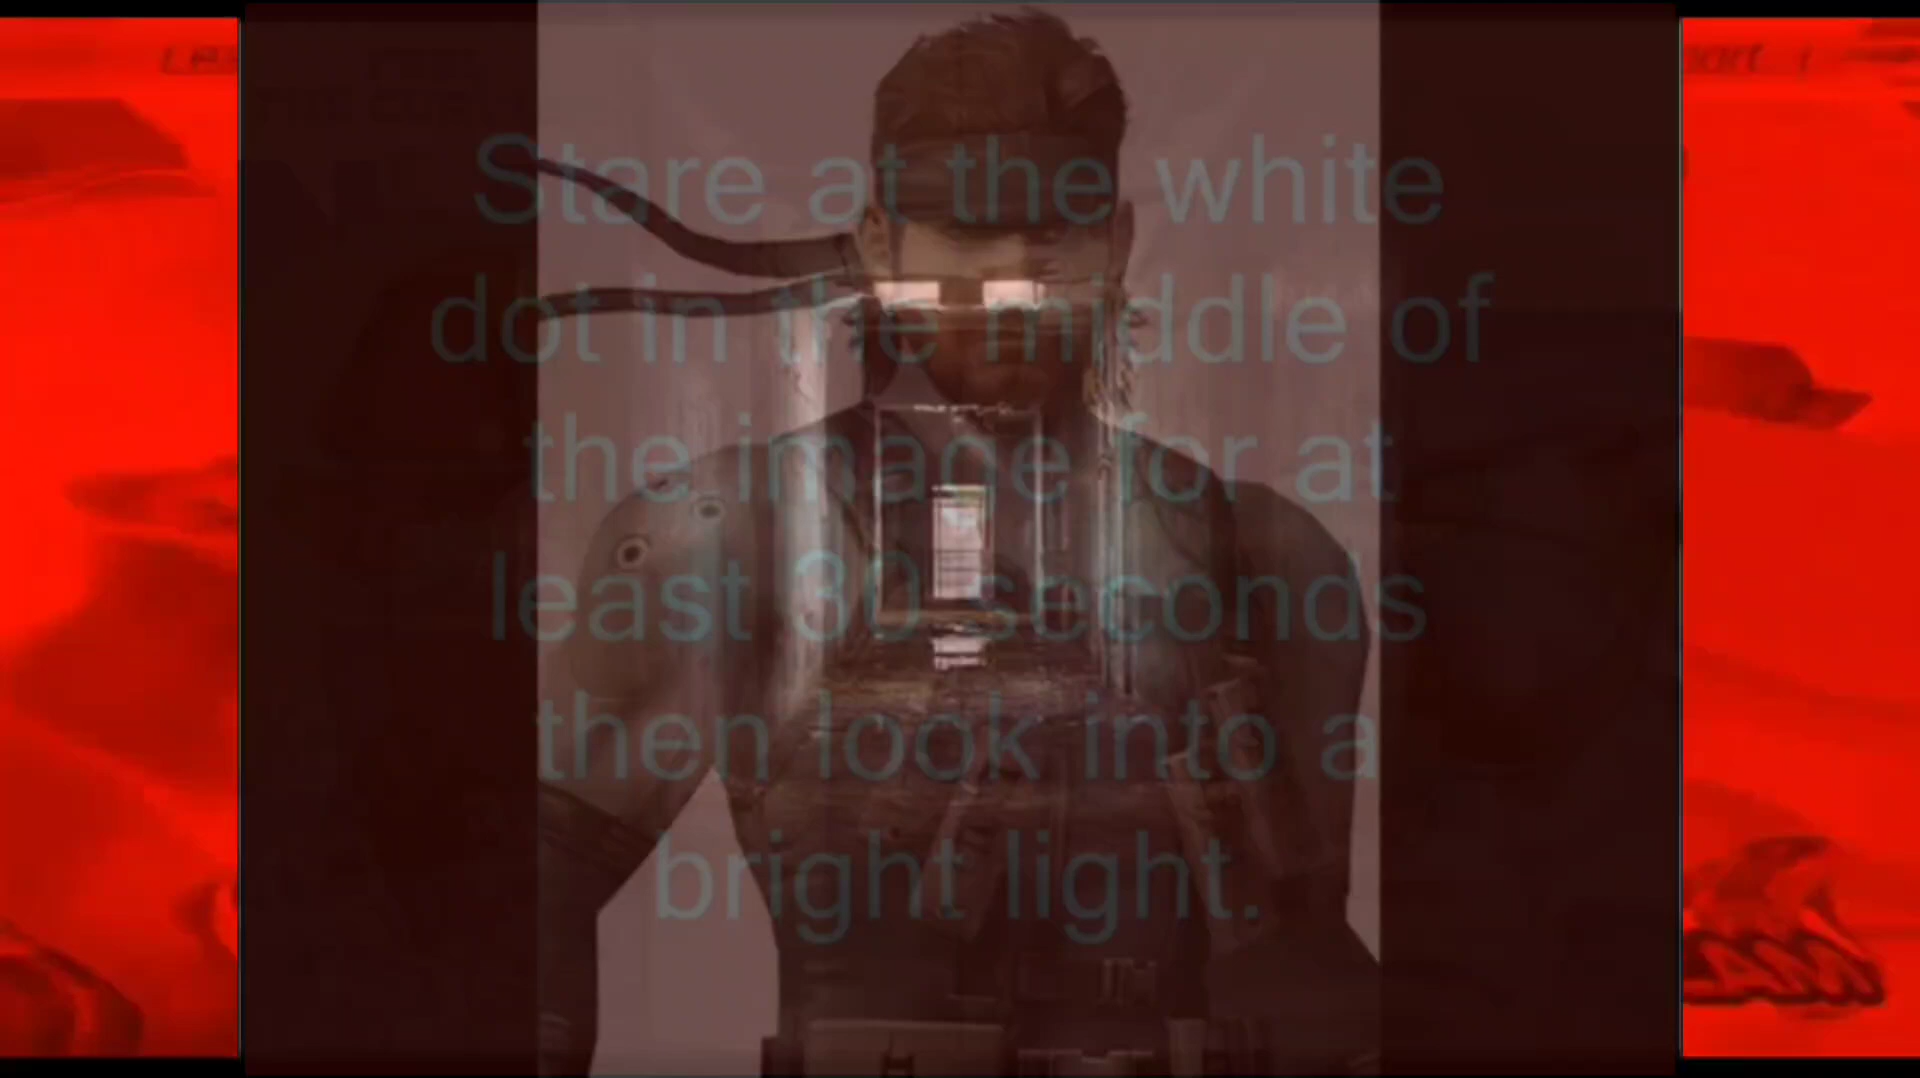 Stare at the white
dot in the middle of
the image for at
least 30 seconds
then look into a
bright light.